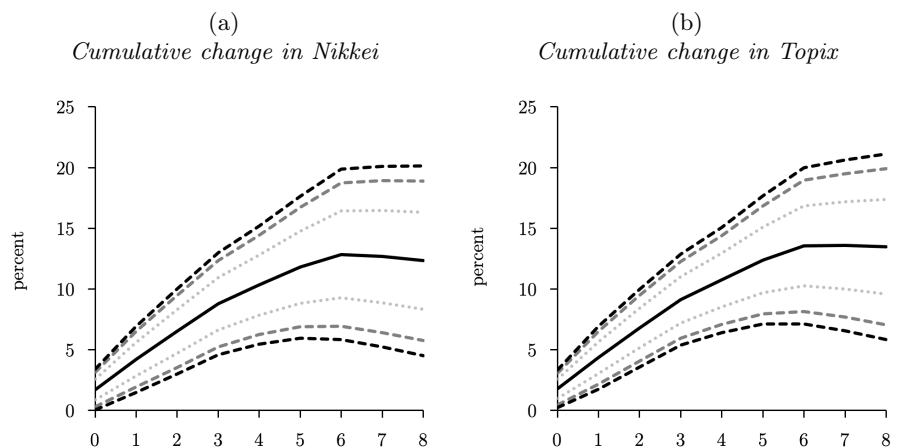 (a)
Cumulative change in Nikkei
25
20
15
10
5
0
percent
0 1 2 3 4 5 6 7 8
(b)
Cumulative change in Topix
25
20
15
10
5
0
percent
0 1 2 3 4 5 6 7 8